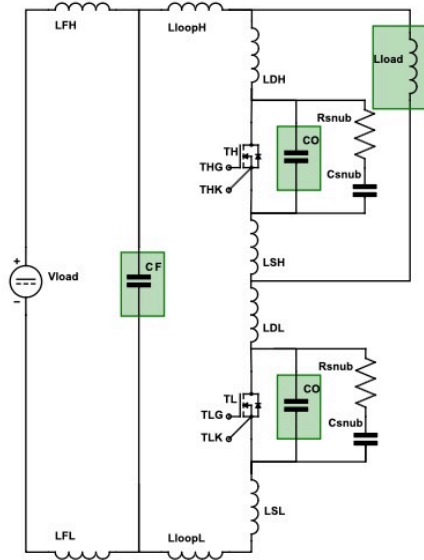 LFH
LloopH
LDH
Lload
Rsnub
CO
TH
THG
THK
Csnub
LSH
+
Vload
−
CF
LDL
Rsnub
CO
TL
TLG
TLK
Csnub
LSL
LFL
LloopL